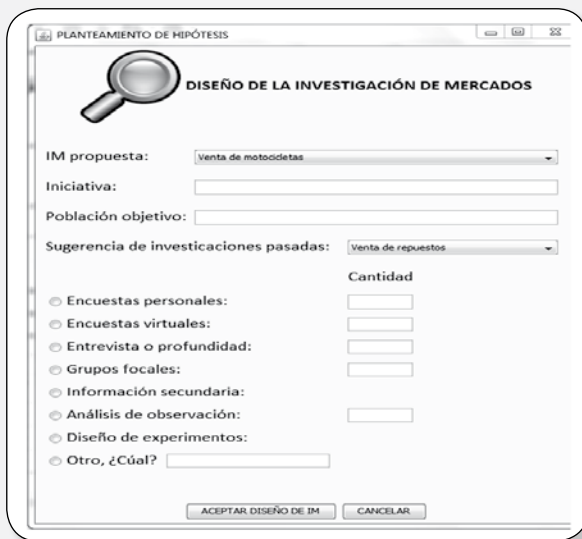 PLANTEAMIENTO DE HIPÓTESIS
DISEÑO DE LA INVESTIGACIÓN DE MERCADOS
IM propuesta: Venta de motocicletas
Iniciativa:
Población objetivo:
Sugerencia de investicaciones pasadas: Venta de repuestos
Cantidad
Encuestas personales:
Encuestas virtuales:
Entrevista o profundidad:
Grupos focales:
Información secundaria:
Análisis de observación:
Diseño de experimentos:
Otro, ¿Cúal?
ACEPTAR DISEÑO DE IM CANCELAR